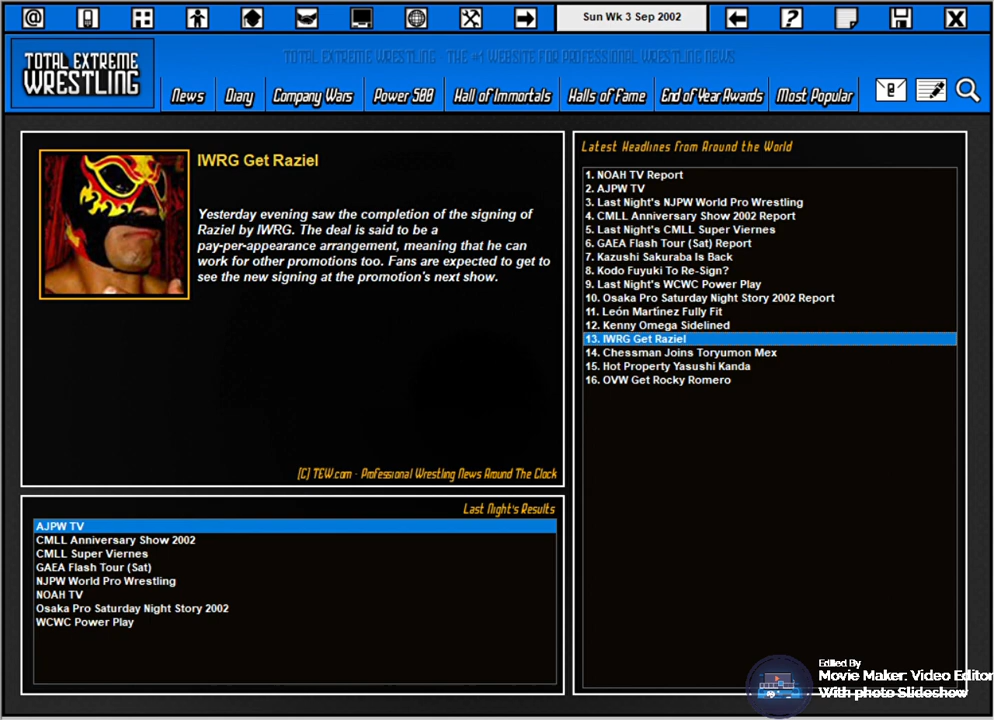 Sun Wk 3 Sep 2002
TOTAL EXTREME
WRESTLING
TOTAL EXTREME WRESTLING THE #1 WEBSITE FOR PROFESSIONAL WRESTLING NEWS
News
Diary
Company Wars
Power 500
Hall of Immortals
Halls of Fame
End of Year Awards
Most Popular
IWRG Get Raziel
Yesterday evening saw the completion of the signing of
Raziel by IWRG. The deal is said to be a
pay-per-appearance arrangement, meaning that he can
work for other promotions too. Fans are expected to get to
see the new signing at the promotion's next show.
(C) TEW.com - Professional Wrestling News Around The Clock
Last Night's Results
AJPW TV
CMLL Anniversary Show 2002
CMLL Super Viernes
GAEA Flash Tour (Sat)
NJPW World Pro Wrestling
NOAH TV
Osaka Pro Saturday Night Story 2002
WCWC Power Play
Latest Headlines From Around the World
1. NOAH TV Report
2. AJPW TV
3. Last Night's NJPW World Pro Wrestling
4. CMLL Anniversary Show 2002 Report
5. Last Night's CMLL Super Viernes
6. GAEA Flash Tour (Sat) Report
7. Kazushi Sakuraba Is Back
8. Kodo Fuyuki To Re-Sign?
9. Last Night's WCWC Power Play
10. Osaka Pro Saturday Night Story 2002 Report
11. León Martínez Fully Fit
12. Kenny Omega Sidelined
13. IWRG Get Raziel
14. Chessman Joins Toryumon Mex
15. Hot Property Yasushi Kanda
16. OVW Get Rocky Romero
Edited By
Movie Maker: Video Editor
With photo Slideshow